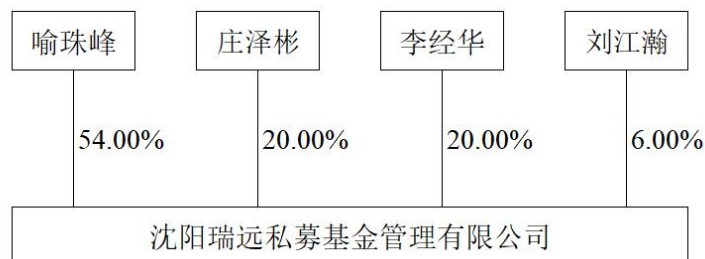 喻珠峰 庄泽彬 李经华 刘江瀚
54.00% 20.00% 20.00% 6.00%
沈阳瑞远私募基金管理有限公司